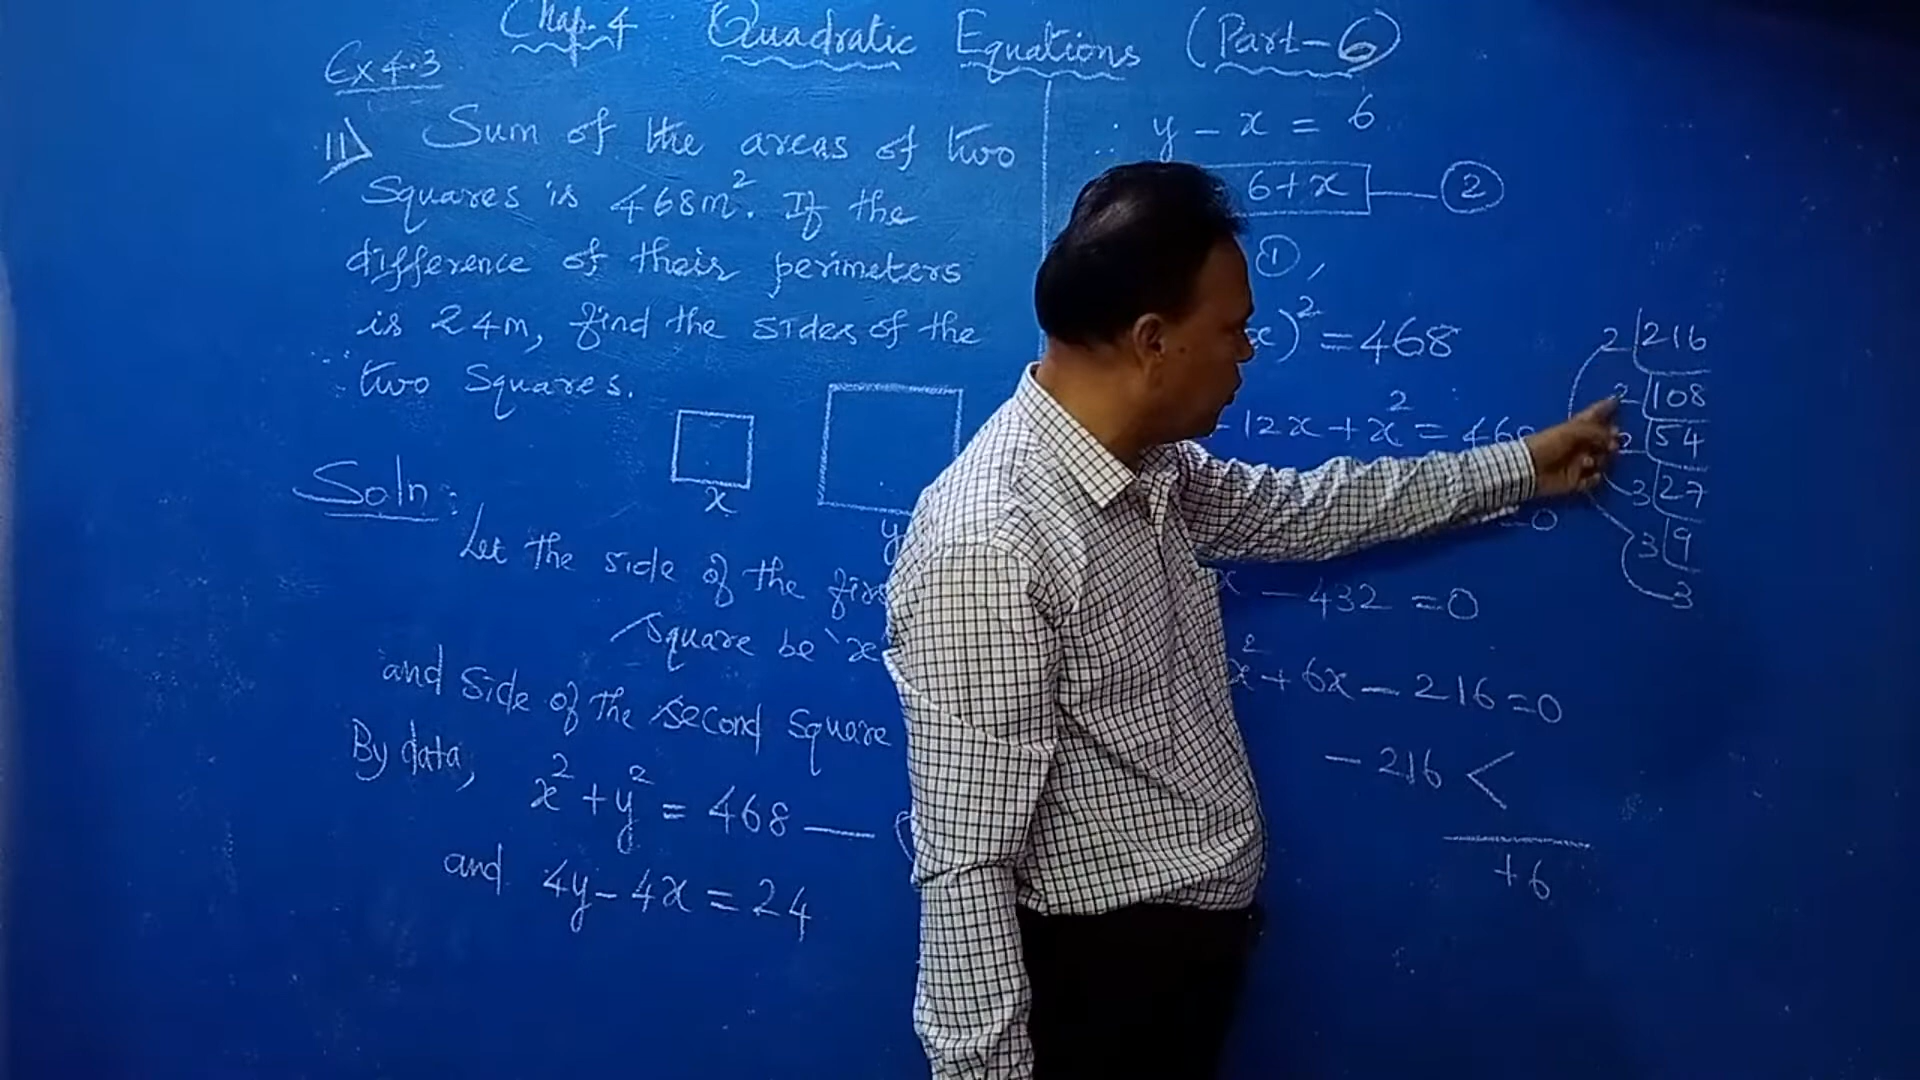 Chap. 4 : Quadratic Equations (Part-6)
Ex 4.3
11) Sum of the areas of two
Squares is 468m². If the
difference of their perimeters
is 24m, find the sides of the
two Squares.
x
y
Soln:
Let the side of the
square be 'x
and side of the second square
By data, x² + y² = 468 —
and 4y - 4x = 24
∴ y - x = 6
6+x — ②
①,
x)² = 468
12x + x² = 468
=0
x - 432 = 0
x² + 6x - 216 = 0
- 216 <
+6
2 | 216
2 | 108
2 | 54
3 | 27
3 | 9
3